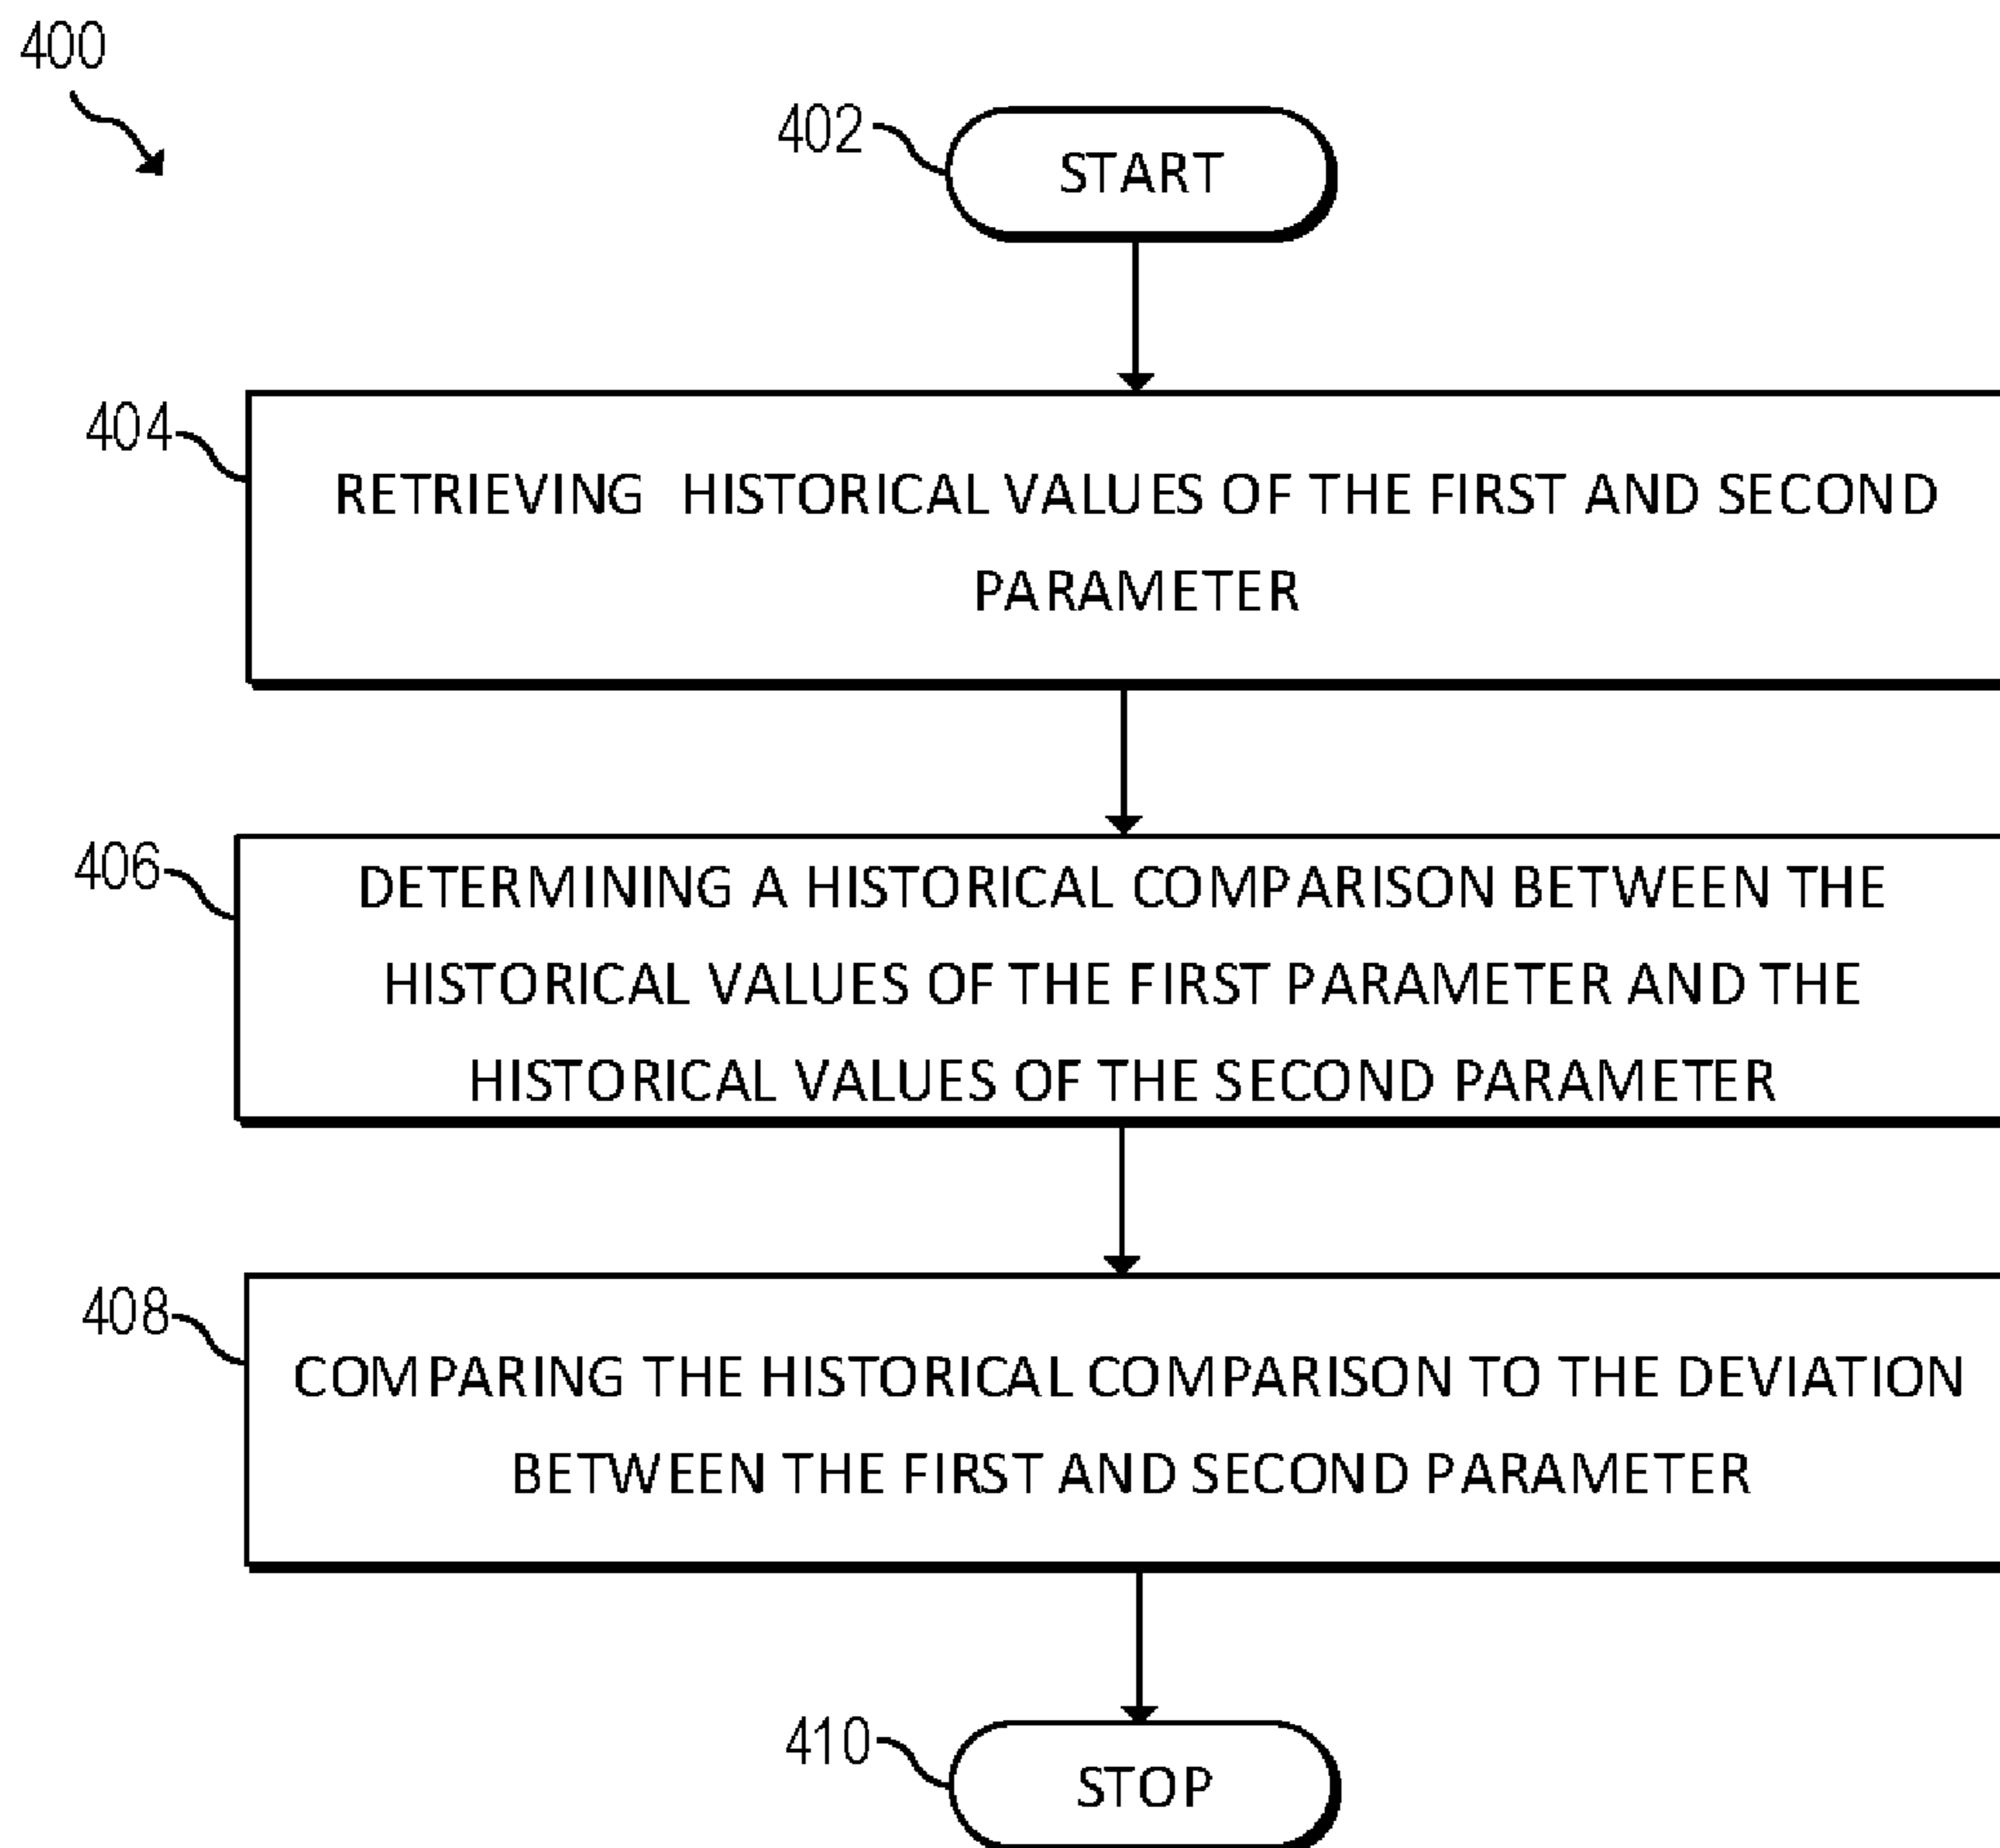 400
402
START
404
RETRIEVING HISTORICAL VALUES OF THE FIRST AND SECOND
PARAMETER
406
DETERMINING A HISTORICAL COMPARISON BETWEEN THE
HISTORICAL VALUES OF THE FIRST PARAMETER AND THE
HISTORICAL VALUES OF THE SECOND PARAMETER
408
COMPARING THE HISTORICAL COMPARISON TO THE DEVIATION
BETWEEN THE FIRST AND SECOND PARAMETER
410
STOP